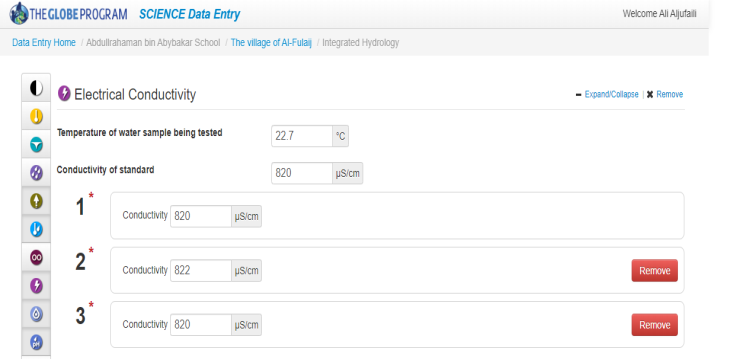 THE GLOBE PROGRAM SCIENCE Data Entry Welcome Ali Aljufaili
Data Entry Home / Abdullrahaman bin Abybakar School / The village of Al-Fulaij / Integrated Hydrology
Electrical Conductivity Expand/Collapse | ✖ Remove
Temperature of water sample being tested 22.7 °C
Conductivity of standard 820 µS/cm
1* Conductivity 820 µS/cm
2* Conductivity 822 µS/cm Remove
3* Conductivity 820 µS/cm Remove
pH